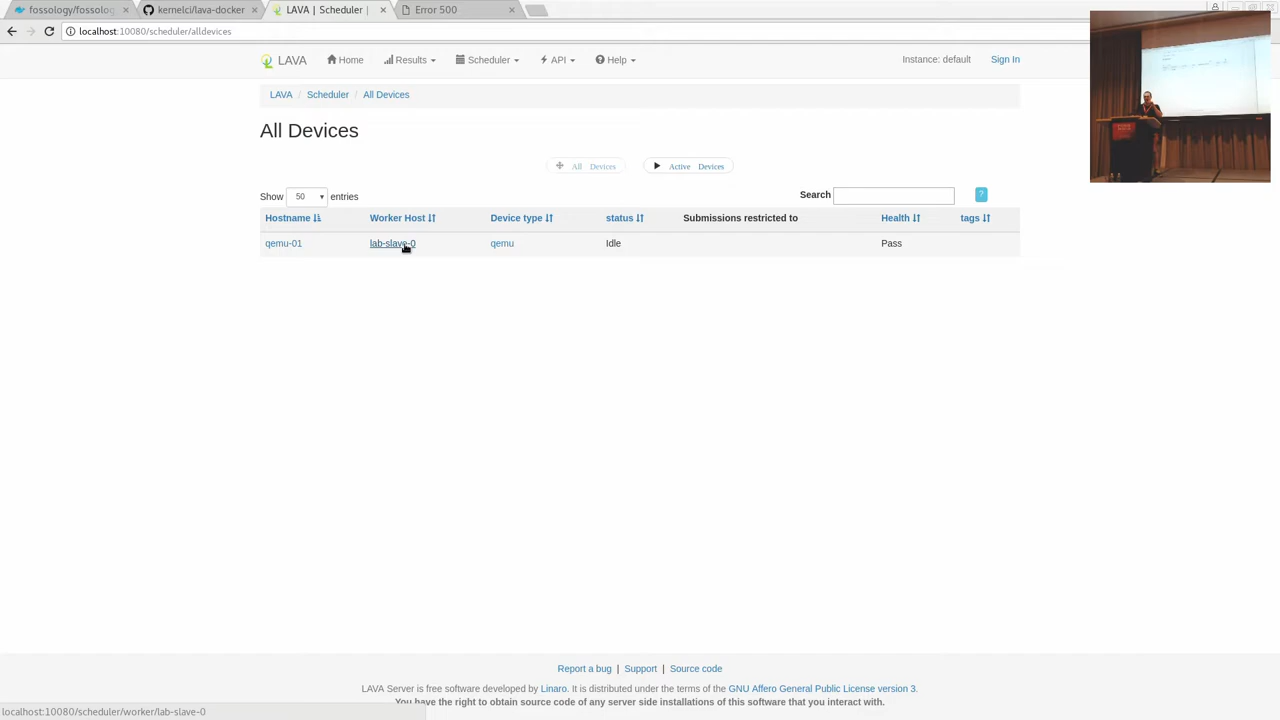 fossology/fossolog
kernelci/lava-docker
LAVA | Scheduler |
Error 500
localhost:10080/scheduler/alldevices
LAVA
Home
Results
Scheduler
API
Help
Instance: default
Sign In
LAVA / Scheduler / All Devices
All Devices
All Devices
Active Devices
Show 50 entries
Search
?
Hostname Worker Host Device type status Submissions restricted to Health tags
qemu-01 lab-slave-0 qemu Idle Pass
Report a bug | Support | Source code
LAVA Server is free software developed by Linaro. It is distributed under the terms of the GNU Affero General Public License version 3.
You have the right to obtain source code of any server side installations of this software that you interact with.
localhost:10080/scheduler/worker/lab-slave-0